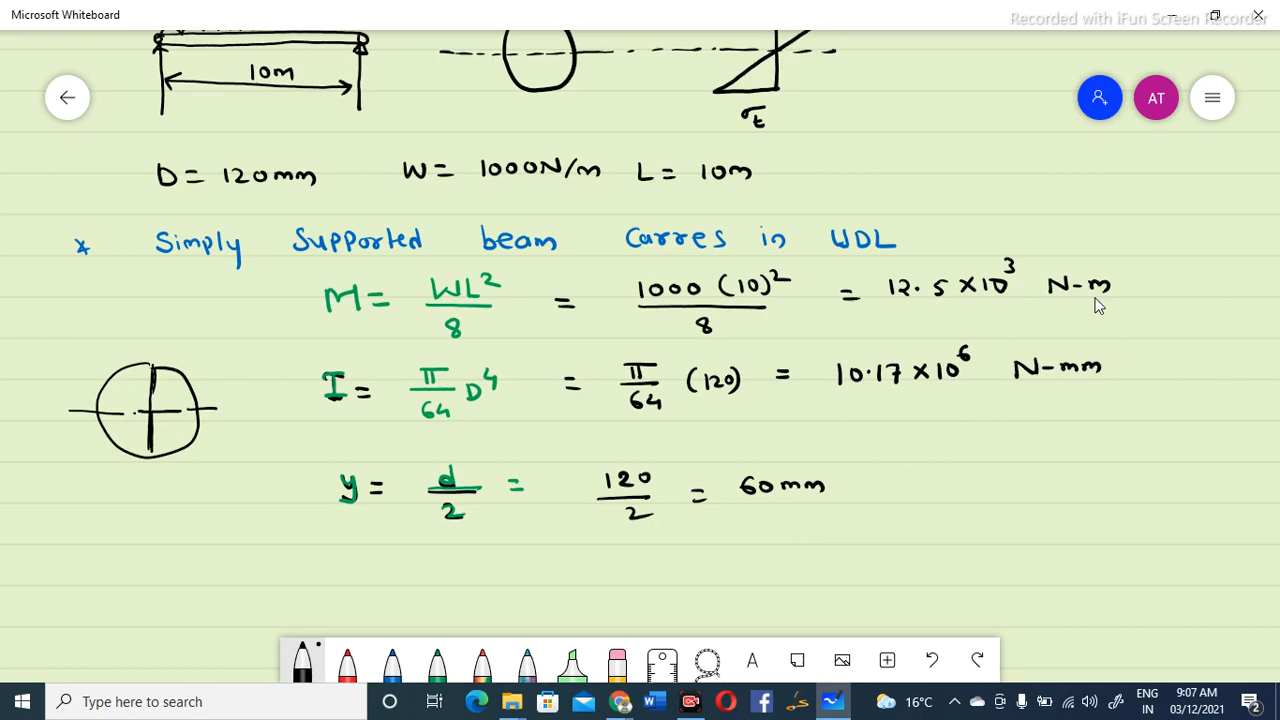 Microsoft Whiteboard
Recorded with iFun Screen Recorder
10m
σt
AT
D = 120mm W = 1000N/m L = 10m
* Simply Supported beam Carres in UDL
M = WL²/8 = 1000 (10)²/8 = 12.5 × 10³ N-m
I = π/64 D⁴ = π/64 (120) = 10.17 × 10⁶ N-mm
y = d/2 = 120/2 = 60mm
Type here to search
16°C
ENG
IN
9:07 AM
03/12/2021
2